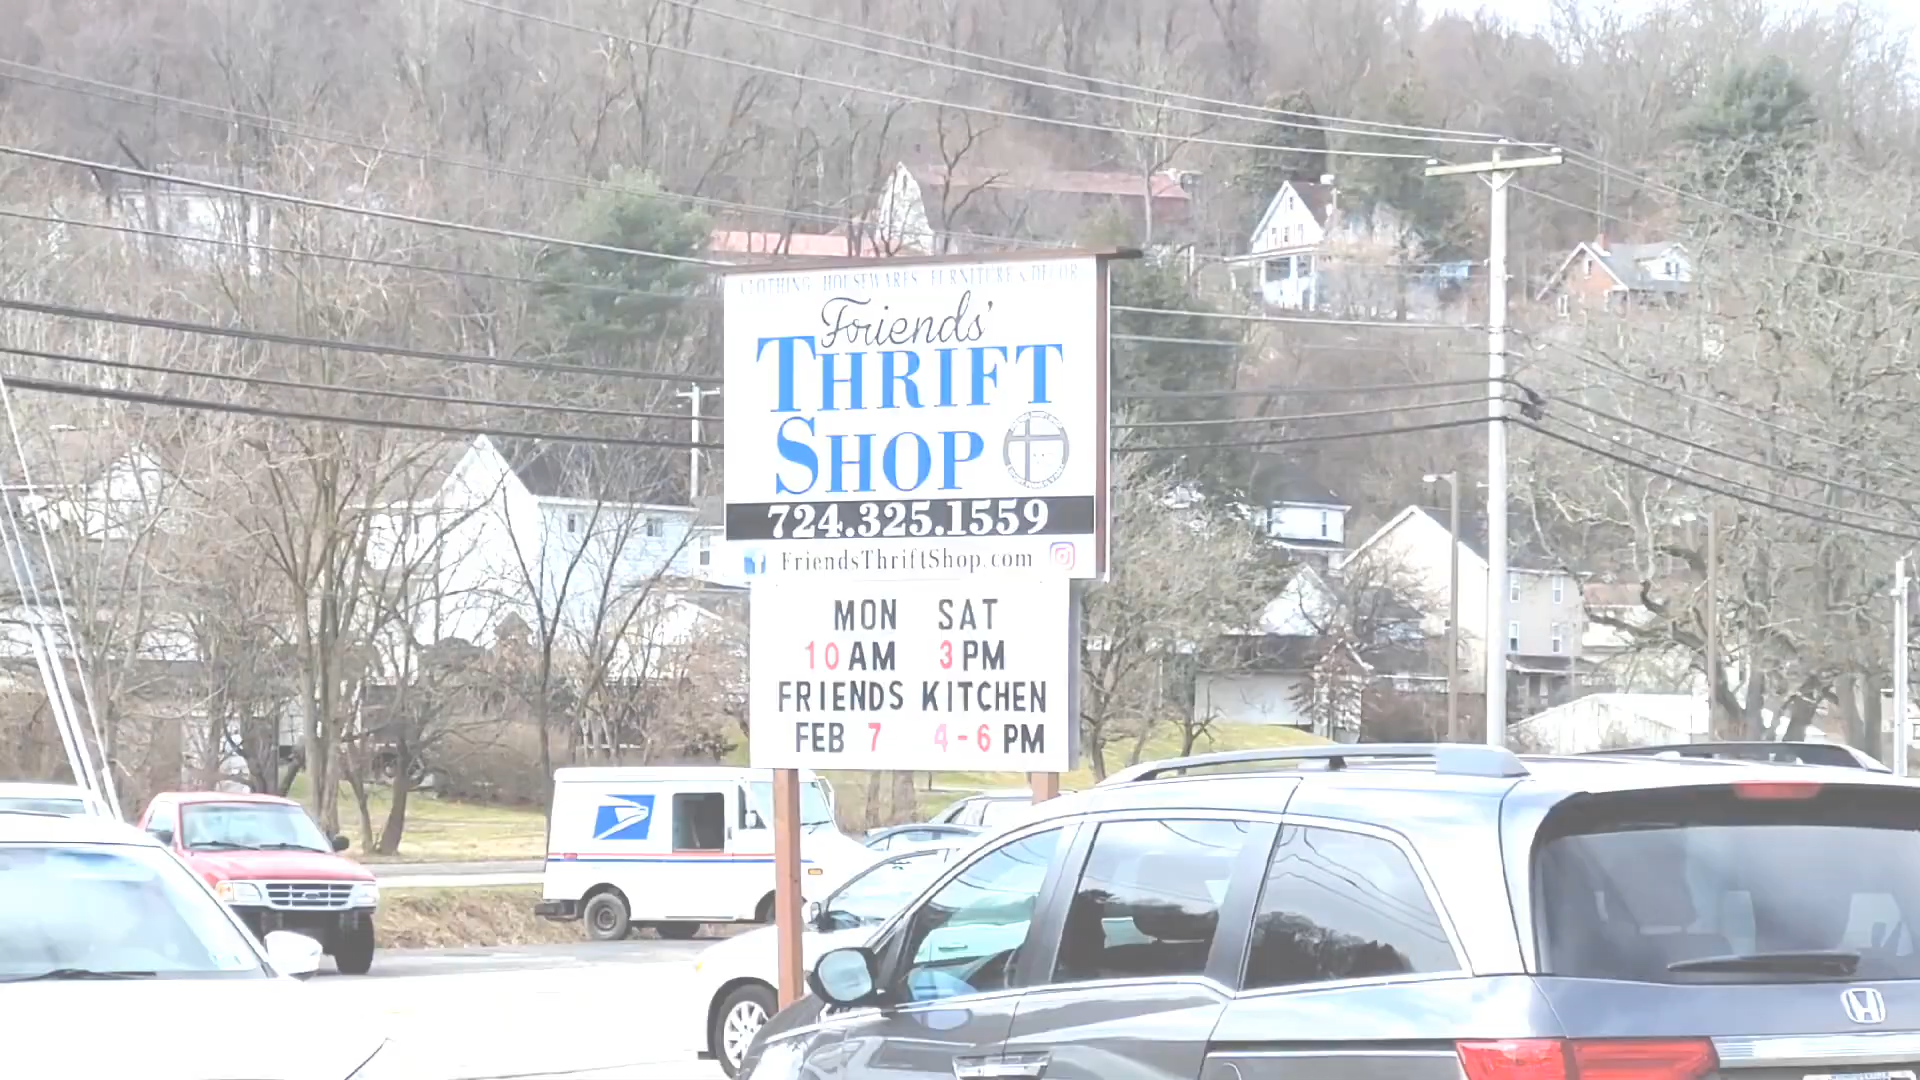 CLOTHING HOUSEWARES FURNITURE & DECOR
Friends'
THRIFT
SHOP
724.325.1559
FriendsThriftShop.com
MON SAT
10 AM 3 PM
FRIENDS KITCHEN
FEB 7 4-6 PM